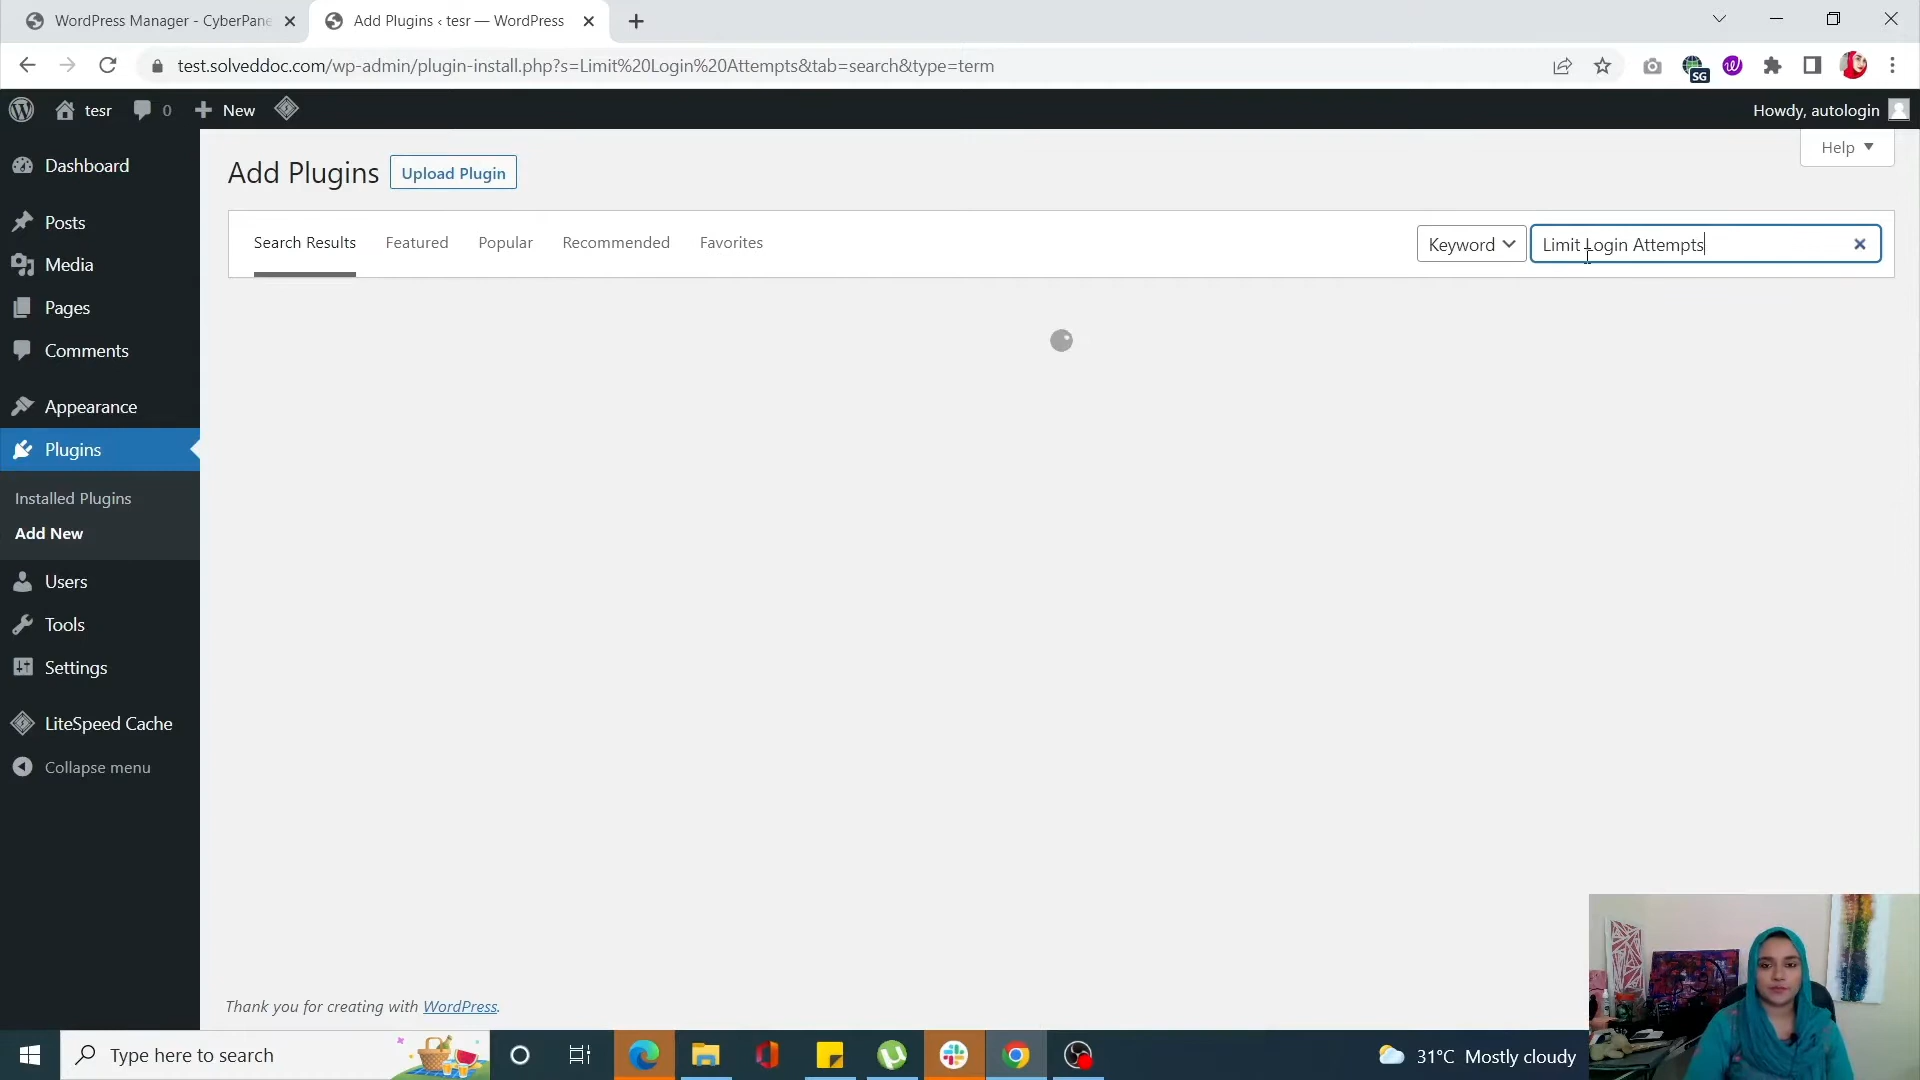 WordPress Manager - CyberPane
Add Plugins ‹ tesr — WordPress
test.solveddoc.com/wp-admin/plugin-install.php?s=Limit%20Login%20Attempts&tab=search&type=term
SG
tesr
0
New
Howdy, autologin
Dashboard
Posts
Media
Pages
Comments
Appearance
Plugins
Installed Plugins
Add New
Users
Tools
Settings
LiteSpeed Cache
Collapse menu
Help
Add Plugins
Upload Plugin
Search Results
Featured
Popular
Recommended
Favorites
Keyword
Limit Login Attempts
Thank you for creating with WordPress.
Type here to search
31°C Mostly cloudy